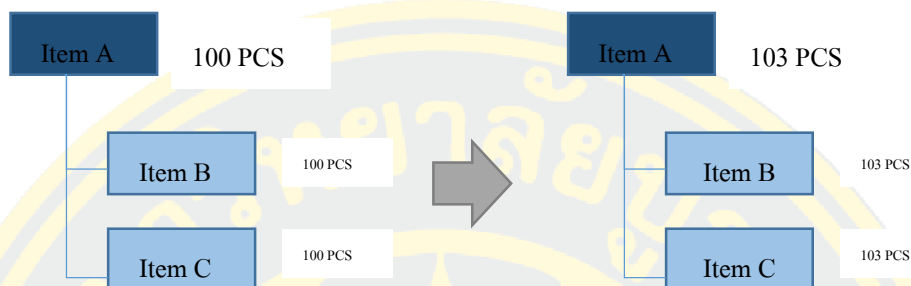 Item A 100 PCS Item A 103 PCS
Item B 100 PCS Item B 103 PCS
Item C 100 PCS Item C 103 PCS